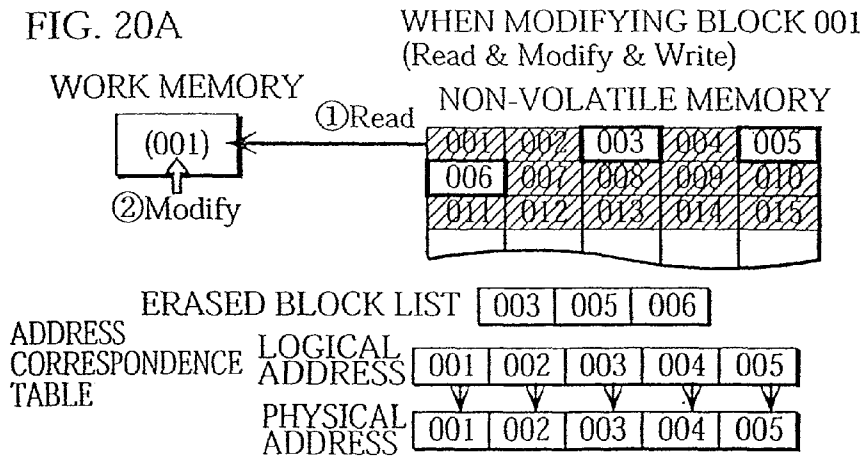 FIG. 20A
WHEN MODIFYING BLOCK 001
(Read & Modify & Write)
WORK MEMORY
NON-VOLATILE MEMORY
(001)
①Read
②Modify
001 002 003 004 005
006 007 008 009 010
011 012 013 014 015
ERASED BLOCK LIST 003 005 006
ADDRESS CORRESPONDENCE TABLE
LOGICAL ADDRESS 001 002 003 004 005
PHYSICAL ADDRESS 001 002 003 004 005